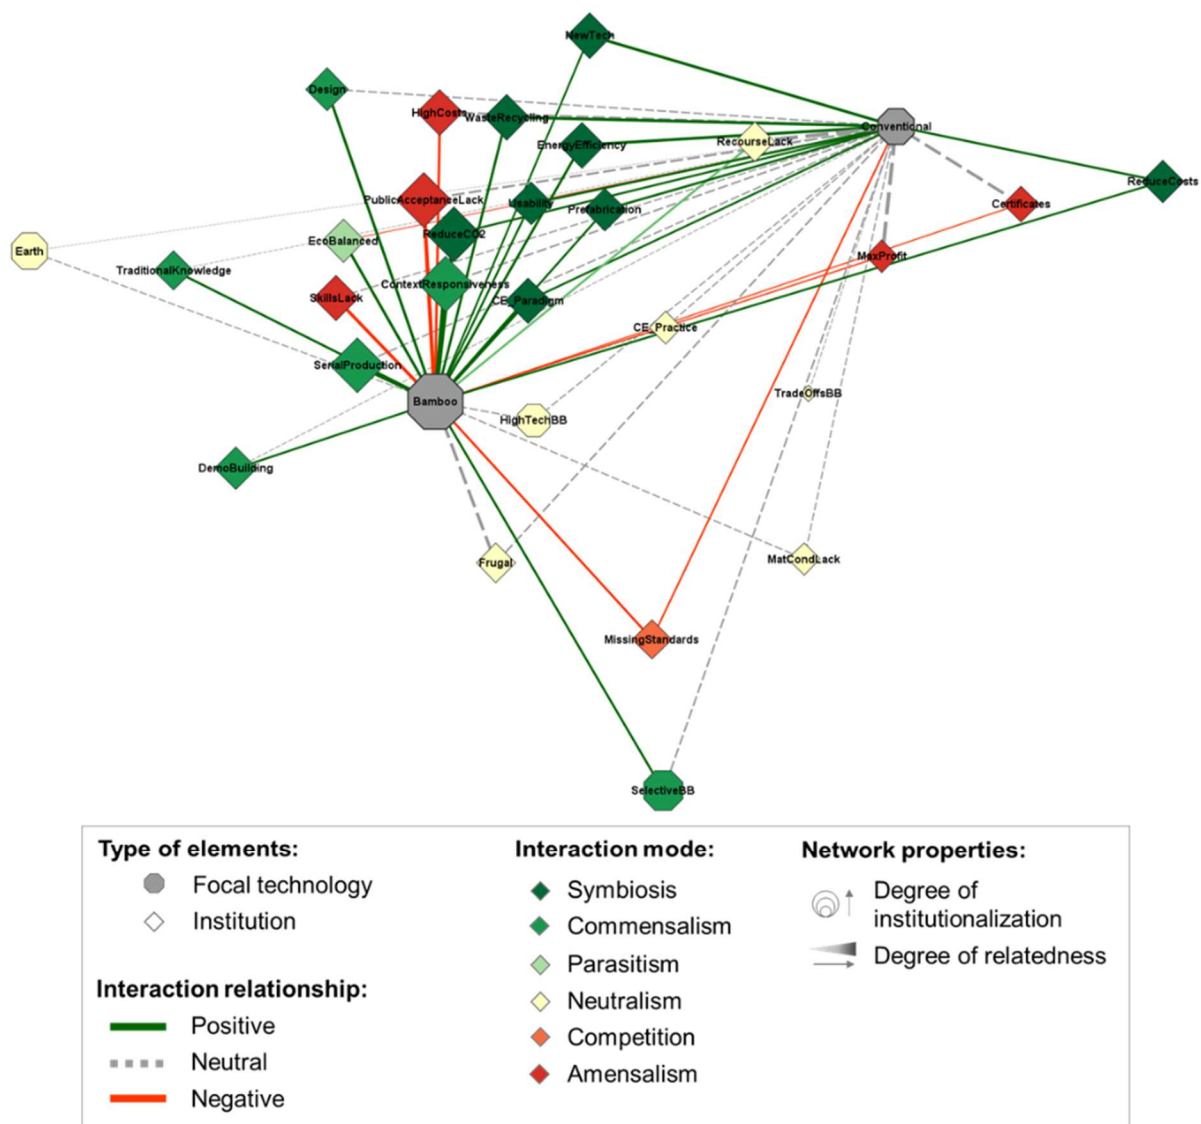 NewTech
Design
HighCosts
WasteRecycling
Conventional
EnergyEfficiency
RecourseLack
ReduceCosts
PublicAcceptanceLack
Usability
Prefabrication
Certificates
EcoBalanced
ReduceCO2
Earth
MaxProfit
TraditionalKnowledge
ContextResponsiveness
SkillsLack
CE_Paradigm
CE_Practice
SerialProduction
TradeOffsBB
Bamboo
HighTechBB
DemoBuilding
Frugal
MatCondLack
MissingStandards
SelectiveBB
Type of elements:
Focal technology
Institution
Interaction relationship:
Positive
Neutral
Negative
Interaction mode:
Symbiosis
Commensalism
Parasitism
Neutralism
Competition
Amensalism
Network properties:
Degree of
institutionalization
Degree of relatedness